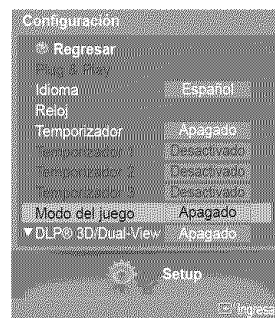 Configuración
Regresar
Plug & Play
Idioma Español
Reloj
Temporizador Apagado
Temporizador 1 Desactivado
Temporizador 2 Desactivado
Temporizador 3 Desactivado
Modo del juego Apagado
▼DLP® 3D/Dual-View Apagado
Setup